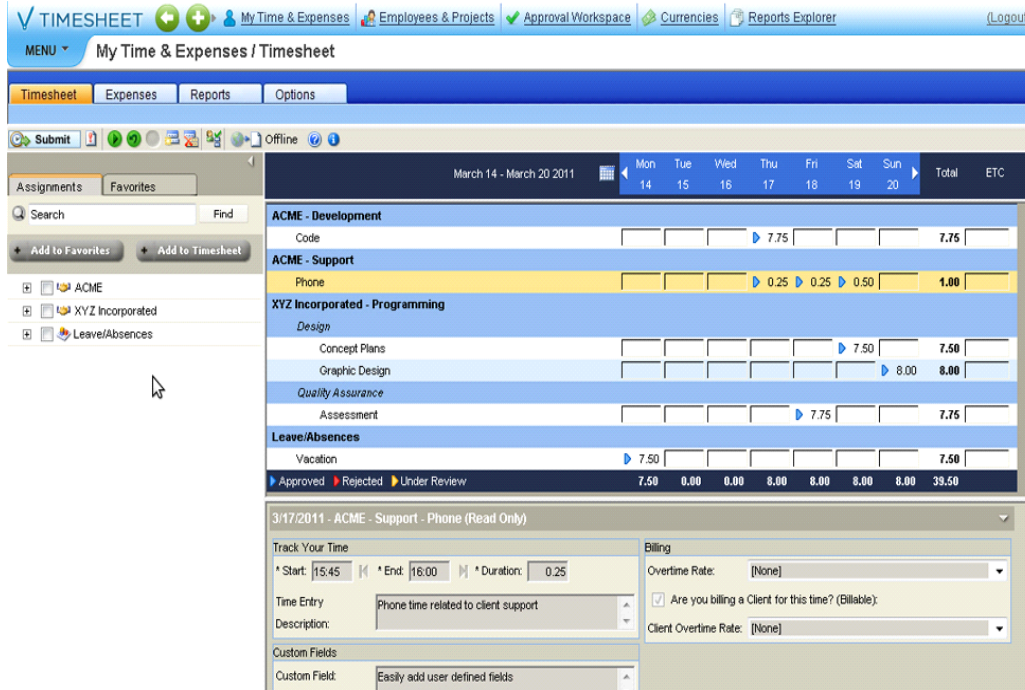 TIMESHEET My Time & Expenses Employees & Projects Approval Workspace Currencies Reports Explorer (Logout
MENU My Time & Expenses / Timesheet
Timesheet Expenses Reports Options
Submit Offline
March 14 - March 20 2011 Mon Tue Wed Thu Fri Sat Sun Total ETC
14 15 16 17 18 19 20
Assignments Favorites
Search Find
Add to Favorites Add to Timesheet
ACME
XYZ Incorporated
Leave/Absences
ACME - Development
Code 7.75 7.75
ACME - Support
Phone 0.25 0.25 0.50 1.00
XYZ Incorporated - Programming
Design
Concept Plans 7.50 7.50
Graphic Design 8.00 8.00
Quality Assurance
Assessment 7.75 7.75
Leave/Absences
Vacation 7.50 7.50
Approved Rejected Under Review 7.50 0.00 0.00 8.00 8.00 8.00 8.00 39.50
3/17/2011 - ACME - Support - Phone (Read Only)
Track Your Time
* Start: 15:45 * End: 16:00 * Duration: 0.25
Time Entry
Description:
Phone time related to client support
Custom Fields
Custom Field: Easily add user defined fields
Billing
Overtime Rate: [None]
Are you billing a Client for this time? (Billable):
Client Overtime Rate: [None]